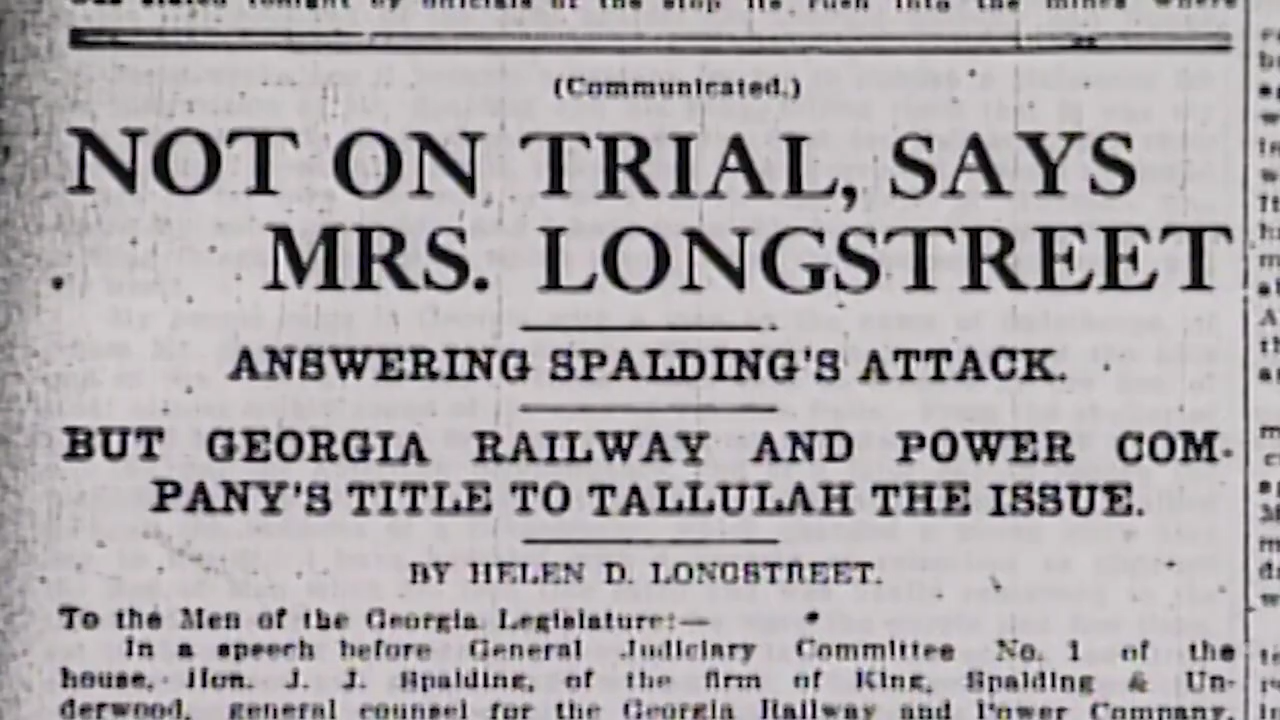 (Communicated.)
NOT ON TRIAL, SAYS
MRS. LONGSTREET
ANSWERING SPALDING'S ATTACK.
BUT GEORGIA RAILWAY AND POWER COM-
PANY'S TITLE TO TALLULAH THE ISSUE.
BY HELEN D. LONGSTREET.
To the Men of the Georgia Legislature:—
In a speech before General Judiciary Committee No. 1 of the
house, Hon. J. J. Spalding, of the firm of King, Spalding & Un-
derwood, general counsel for the Georgia Railway and Power Company,